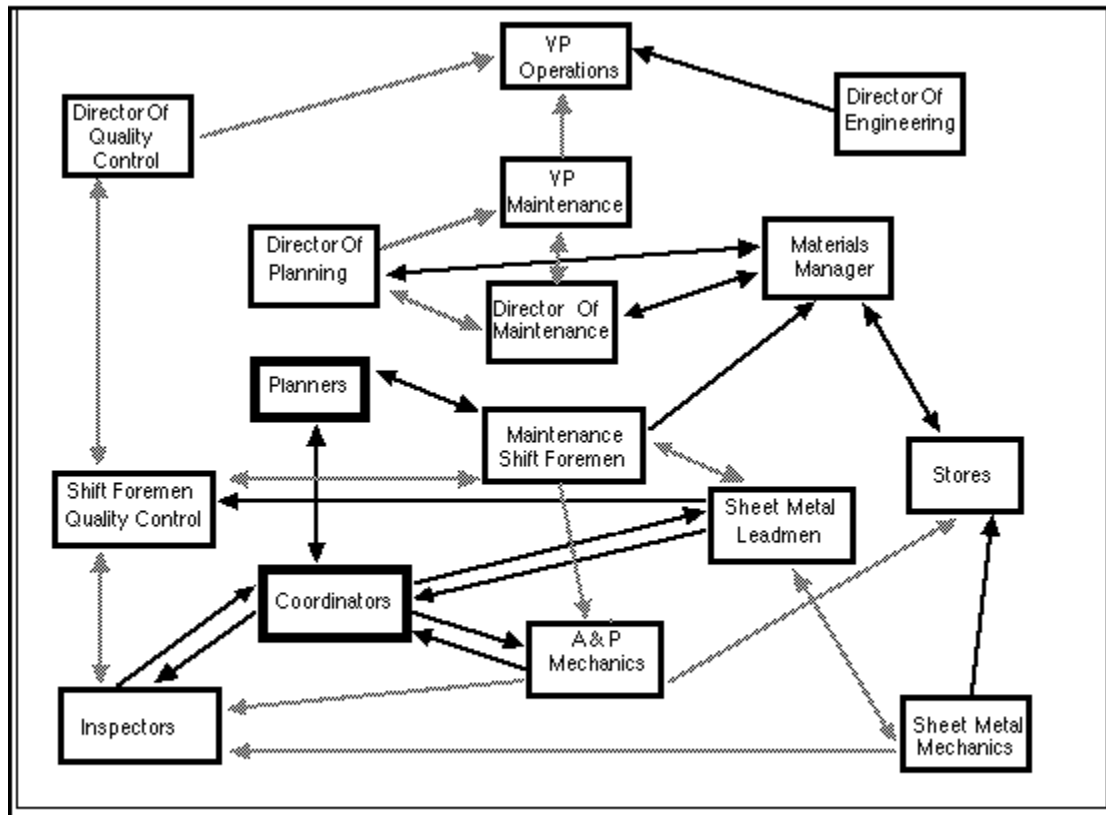 VP
Operations
Director Of
Quality
Control
Director Of
Engineering
VP
Maintenance
Director Of
Planning
Materials
Manager
Director Of
Maintenance
Planners
Maintenance
Shift Foremen
Stores
Shift Foremen
Quality Control
Sheet Metal
Leadmen
Coordinators
A & P
Mechanics
Inspectors
Sheet Metal
Mechanics